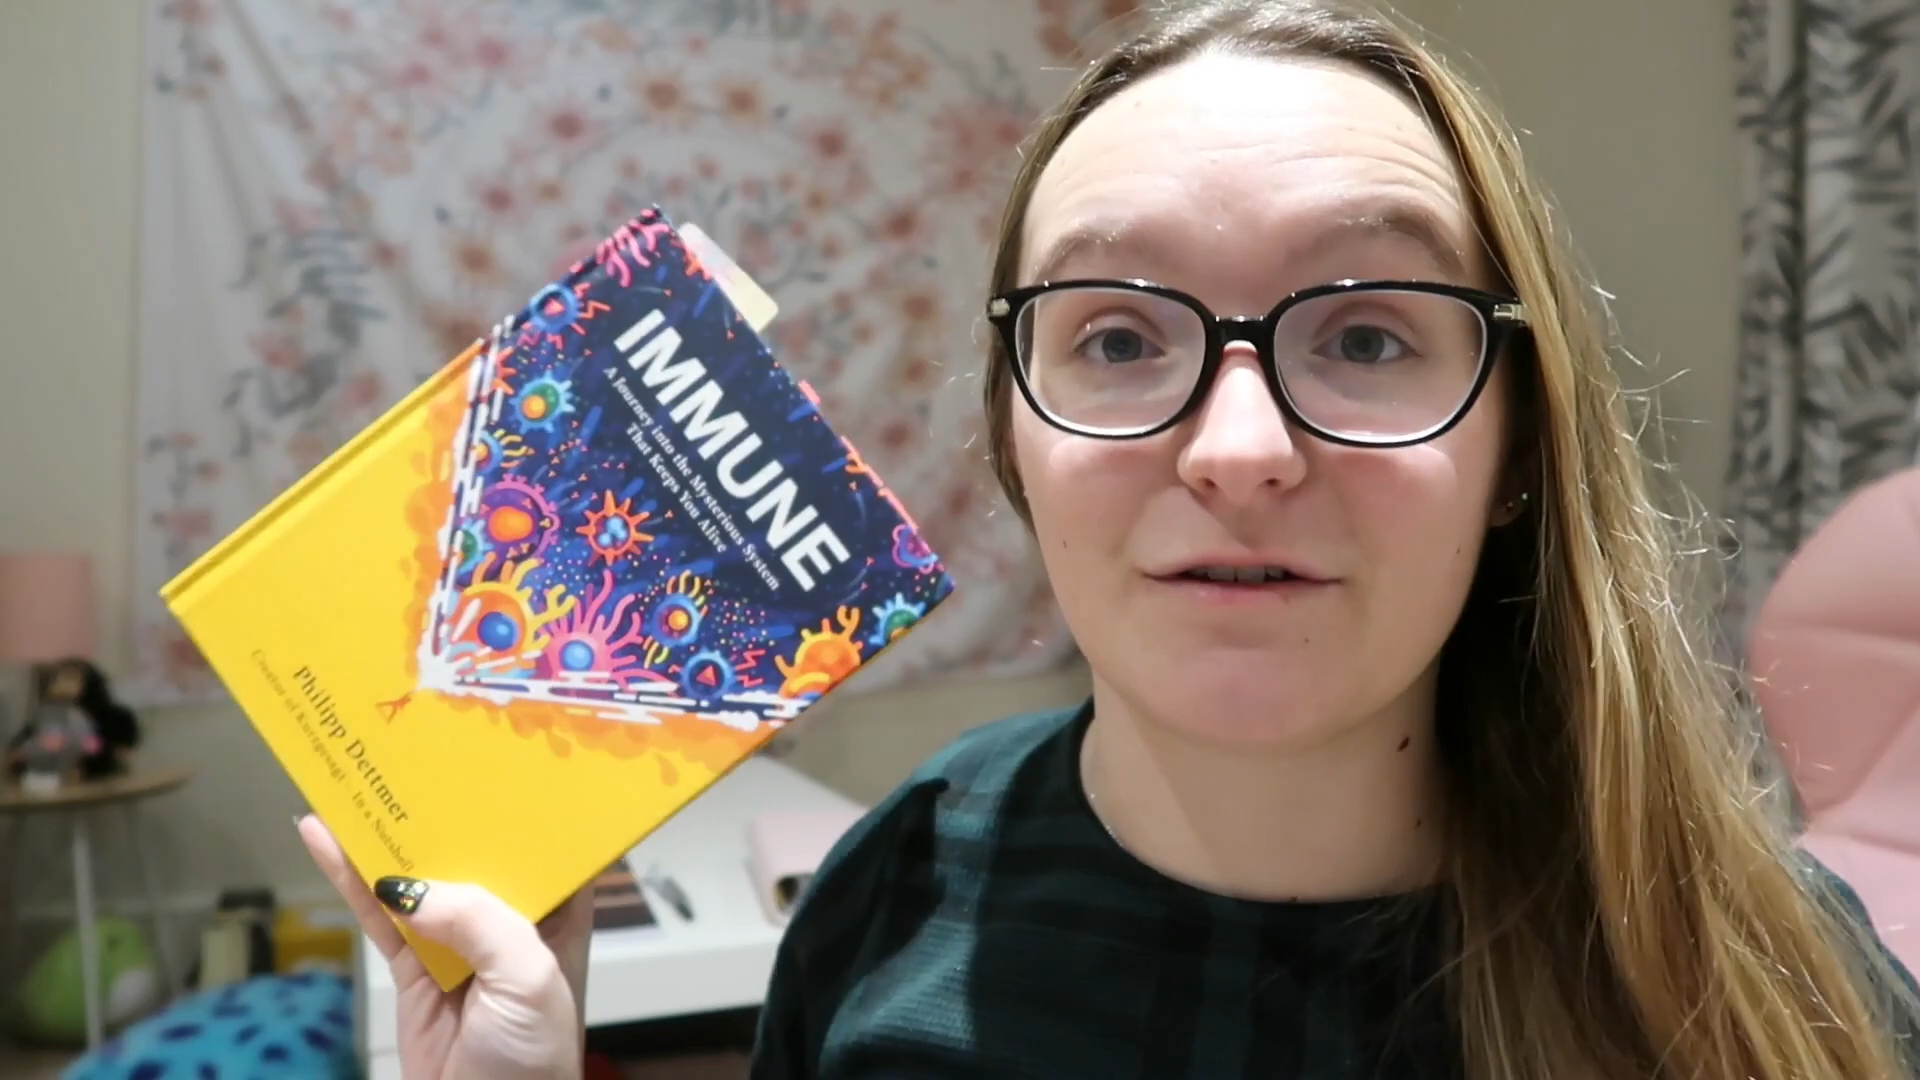 IMMUNE
A Journey into the Mysterious System
That Keeps You Alive
Philipp Dettmer
Creator of Kurzgesagt – In a Nutshell